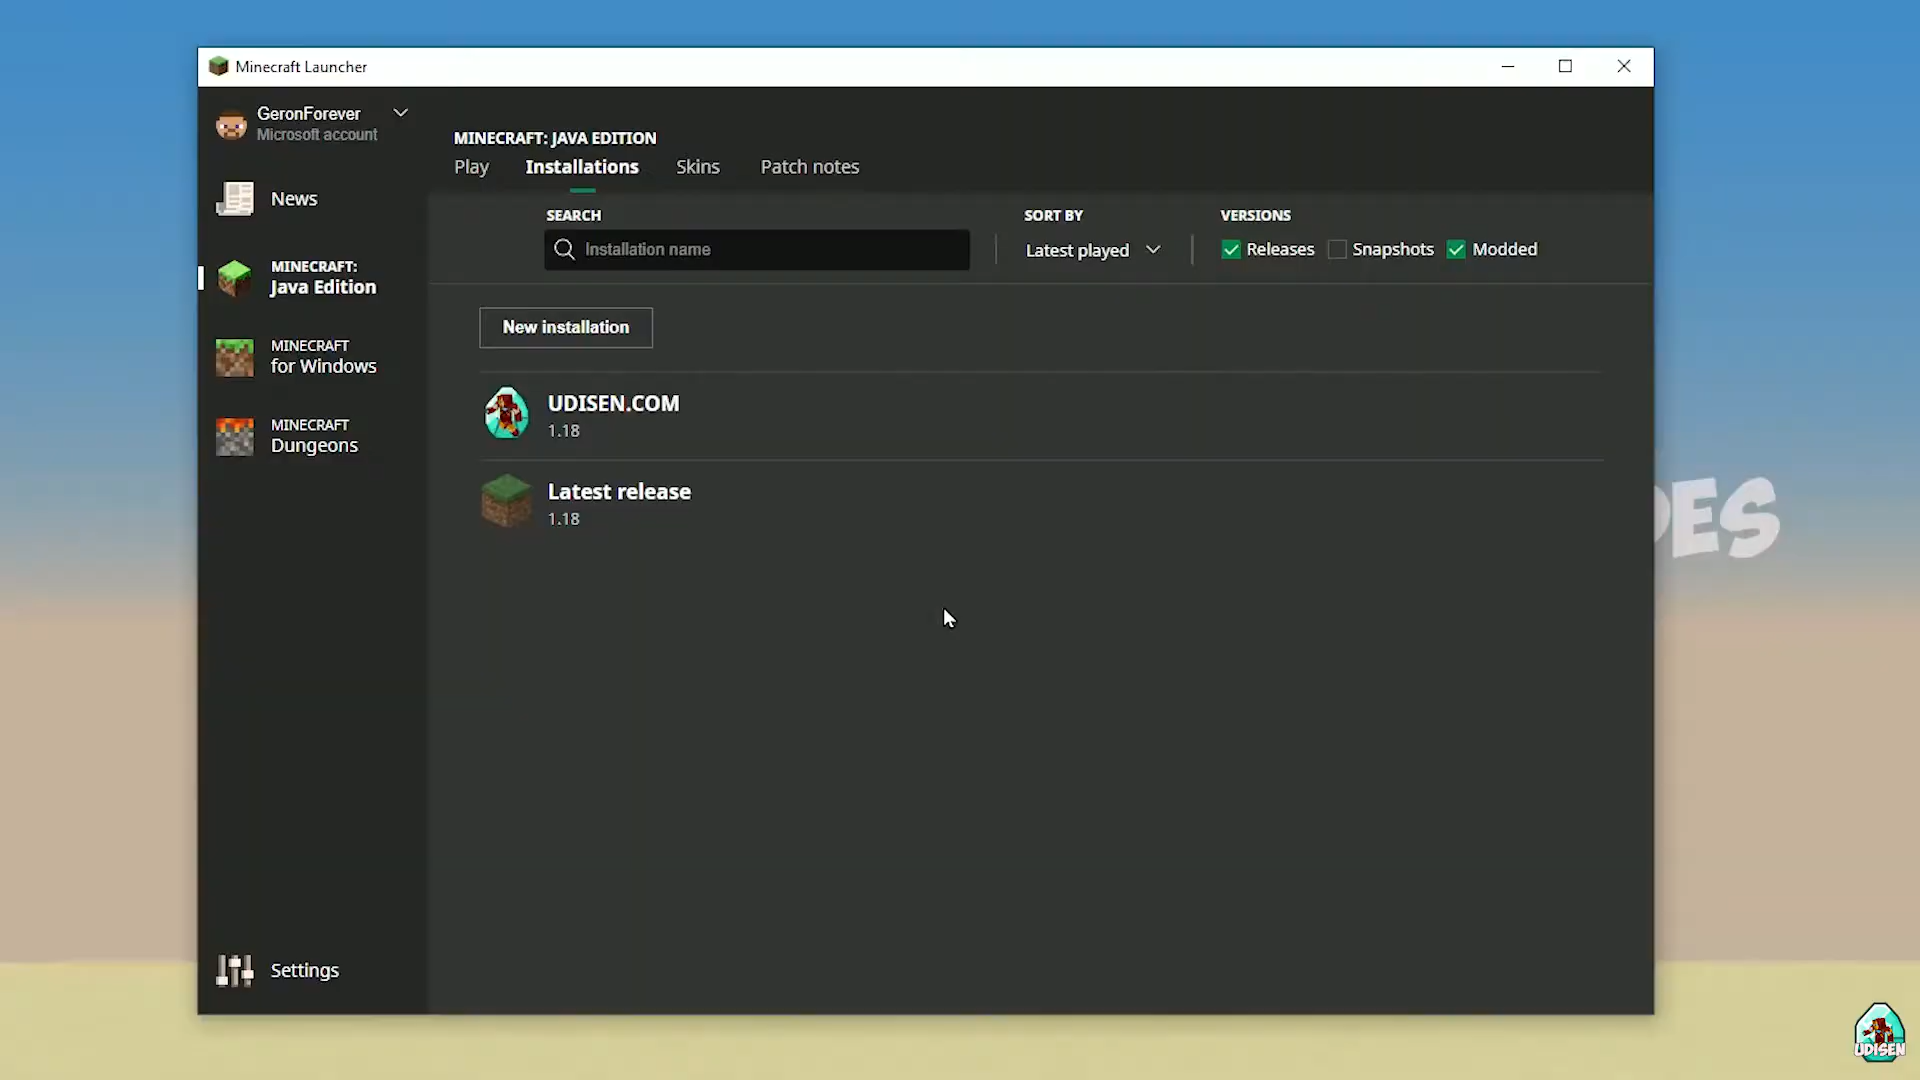 Minecraft Launcher
GeronForever
Microsoft account
News
MINECRAFT:
Java Edition
MINECRAFT
for Windows
MINECRAFT
Dungeons
Settings
MINECRAFT: JAVA EDITION
Play Installations Skins Patch notes
SEARCH SORT BY VERSIONS
Installation name Latest played Releases Snapshots Modded
New installation
UDISEN.COM
1.18
Latest release
1.18
UDISEN